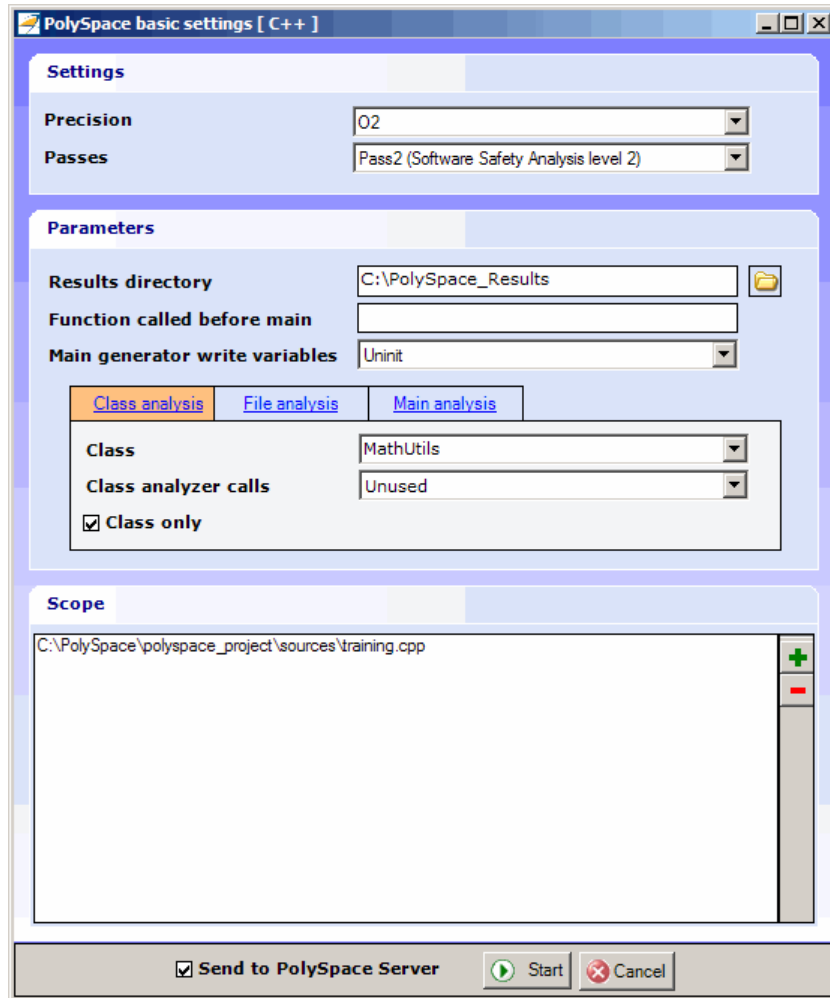 PolySpace basic settings [ C++ ]
Settings
Precision O2
Passes Pass2 (Software Safety Analysis level 2)
Parameters
Results directory C:\PolySpace_Results
Function called before main
Main generator write variables Uninit
Class analysis File analysis Main analysis
Class MathUtils
Class analyzer calls Unused
Class only
Scope
C:\PolySpace\polyspace_project\sources\training.cpp
Send to PolySpace Server Start Cancel